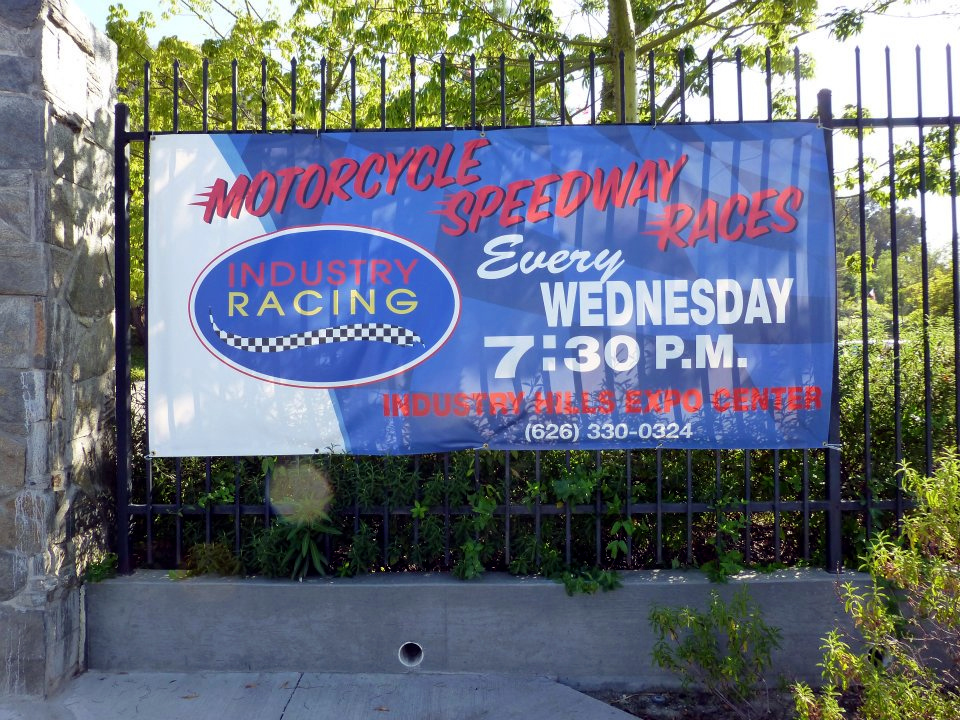 MOTORCYCLE
SPEEDWAY
RACES
INDUSTRY
RACING
Every
WEDNESDAY
7:30 P.M.
INDUSTRY HILLS EXPO CENTER
(626) 330-0324